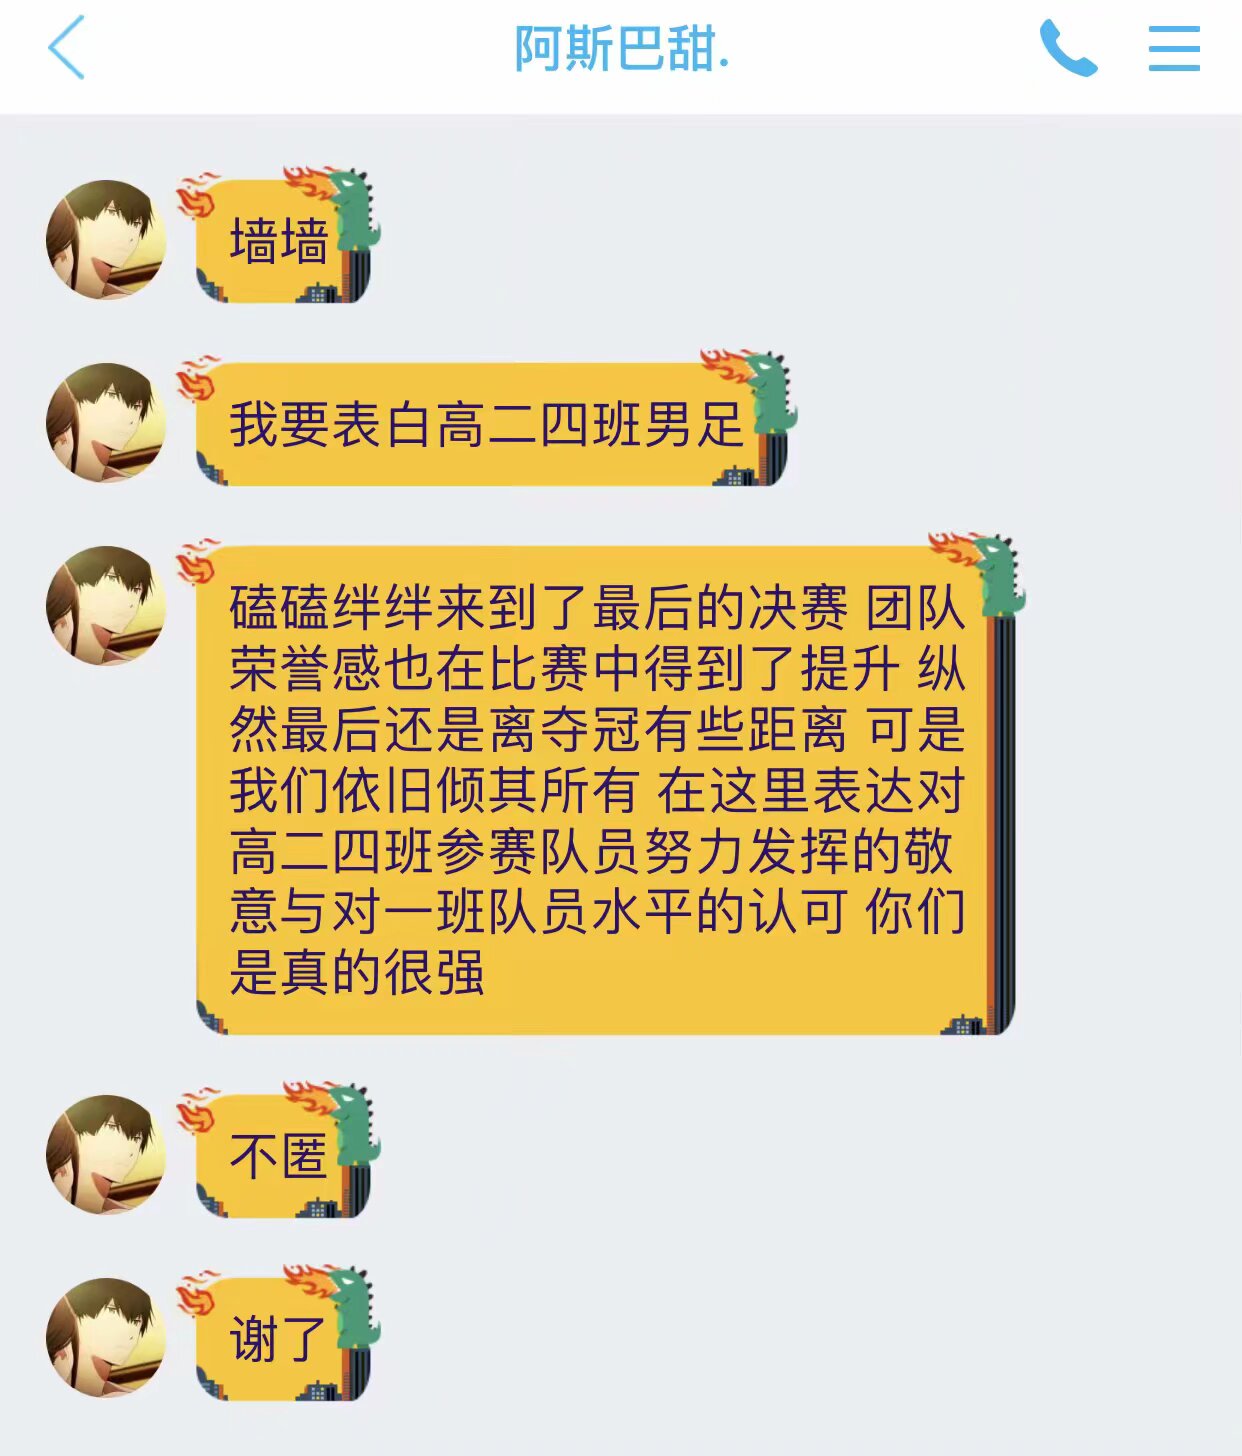 阿斯巴甜.
墙墙
我要表白高二四班男足
磕磕绊绊来到了最后的决赛 团队
荣誉感也在比赛中得到了提升 纵
然最后还是离夺冠有些距离 可是
我们依旧倾其所有 在这里表达对
高二四班参赛队员努力发挥的敬
意与对一班队员水平的认可 你们
是真的很强
不匿
谢了